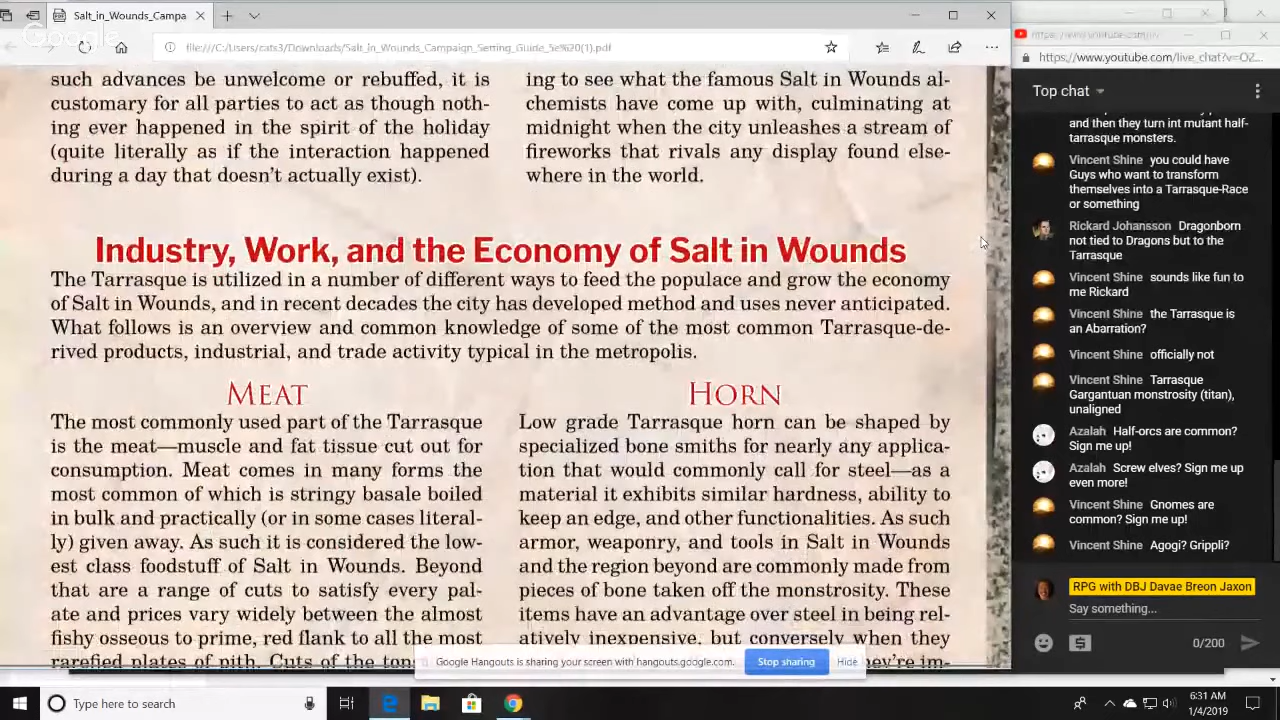 Salt_in_Wounds_Campa
Google
file:///C:/Users/cats3/Downloads/Salt_in_Wounds_Campaign_Setting_Guide_5e%20(1).pdf
such advances be unwelcome or rebuffed, it is
customary for all parties to act as though noth-
ing ever happened in the spirit of the holiday
(quite literally as if the interaction happened
during a day that doesn't actually exist).
ing to see what the famous Salt in Wounds al-
chemists have come up with, culminating at
midnight when the city unleashes a stream of
fireworks that rivals any display found else-
where in the world.
Industry, Work, and the Economy of Salt in Wounds
The Tarrasque is utilized in a number of different ways to feed the populace and grow the economy
of Salt in Wounds, and in recent decades the city has developed method and uses never anticipated.
What follows is an overview and common knowledge of some of the most common Tarrasque-de-
rived products, industrial, and trade activity typical in the metropolis.
MEAT
The most commonly used part of the Tarrasque
is the meat—muscle and fat tissue cut out for
consumption. Meat comes in many forms the
most common of which is stringy basale boiled
in bulk and practically (or in some cases literal-
ly) given away. As such it is considered the low-
est class foodstuff of Salt in Wounds. Beyond
that are a range of cuts to satisfy every pal-
ate and prices vary widely between the almost
fishy osseous to prime, red flank to all the most
rarefied plates of pith. Cuts of the
HORN
Low grade Tarrasque horn can be shaped by
specialized bone smiths for nearly any applica-
tion that would commonly call for steel—as a
material it exhibits similar hardness, ability to
keep an edge, and other functionalities. As such
armor, weaponry, and tools in Salt in Wounds
and the region beyond are commonly made from
pieces of bone taken off the monstrosity. These
items have an advantage over steel in being rel-
atively inexpensive, but conversely when they
they're im-
Google Hangouts is sharing your screen with hangouts.google.com.
Stop sharing
Hide
https://www.youtube.com/live_chat?v=OZ...
Top chat
and then they turn int mutant half-
tarrasque monsters.
Vincent Shine you could have
Guys who want to transform
themselves into a Tarrasque-Race
or something
Rickard Johansson Dragonborn
not tied to Dragons but to the
Tarrasque
Vincent Shine sounds like fun to
me Rickard
Vincent Shine the Tarrasque is
an Abarration?
Vincent Shine officially not
Vincent Shine Tarrasque
Gargantuan monstrosity (titan),
unaligned
Azalah Half-orcs are common?
Sign me up!
Azalah Screw elves? Sign me up
even more!
Vincent Shine Gnomes are
common? Sign me up!
Vincent Shine Agogi? Grippli?
RPG with DBJ Davae Breon Jaxon
Say something...
0/200
Type here to search
6:31 AM
1/4/2019